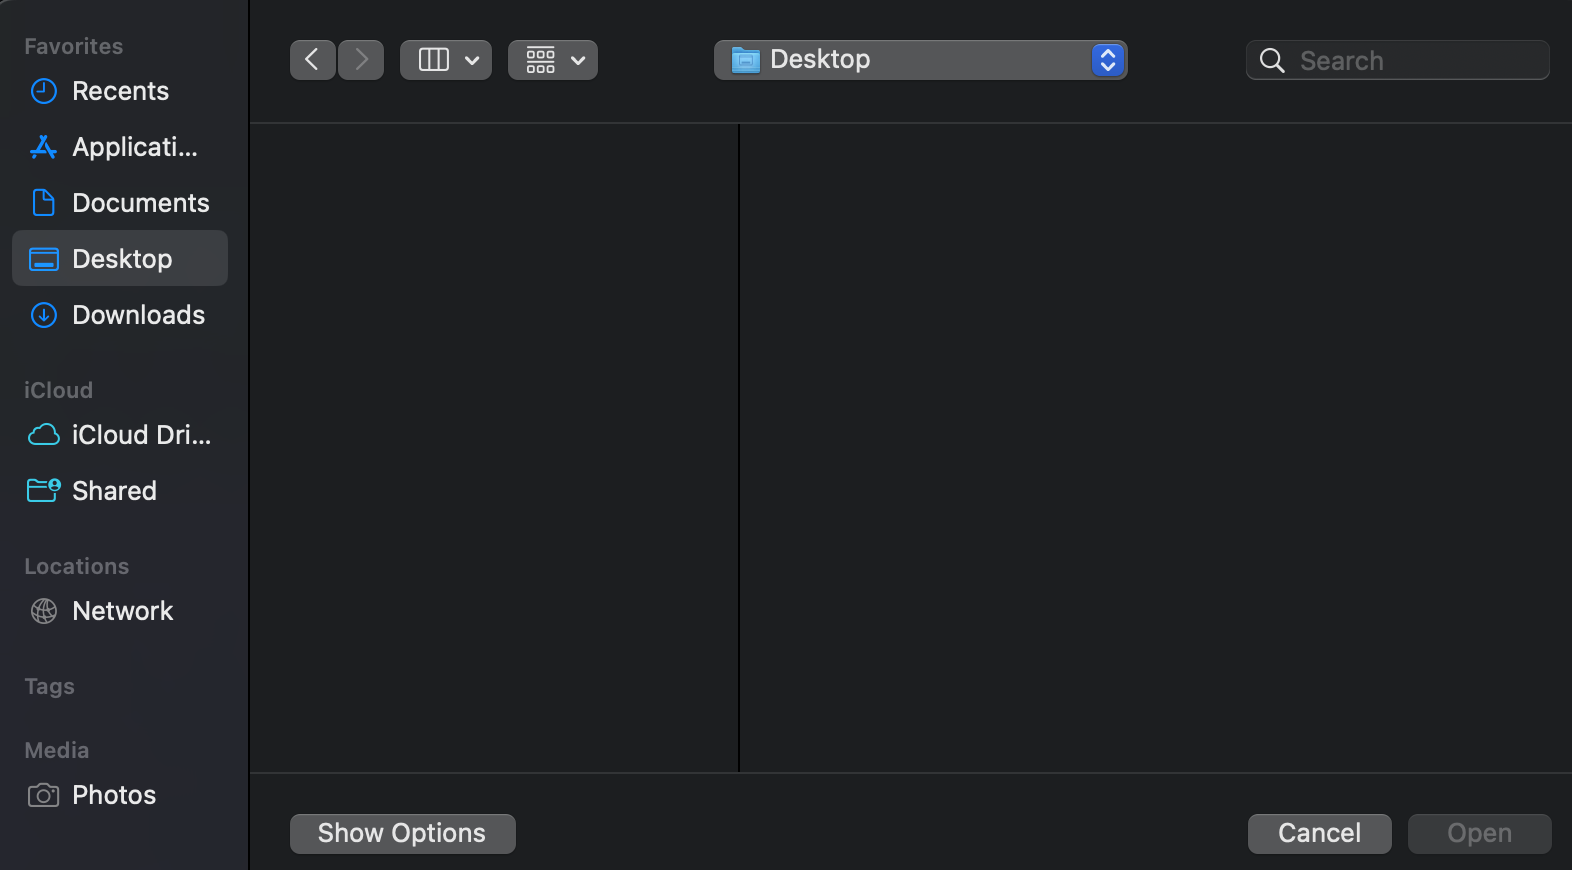 Favorites
Recents
Applicati...
Documents
Desktop
Downloads
iCloud
iCloud Dri...
Shared
Locations
Network
Tags
Media
Photos
Desktop
Search
Show Options
Cancel
Open